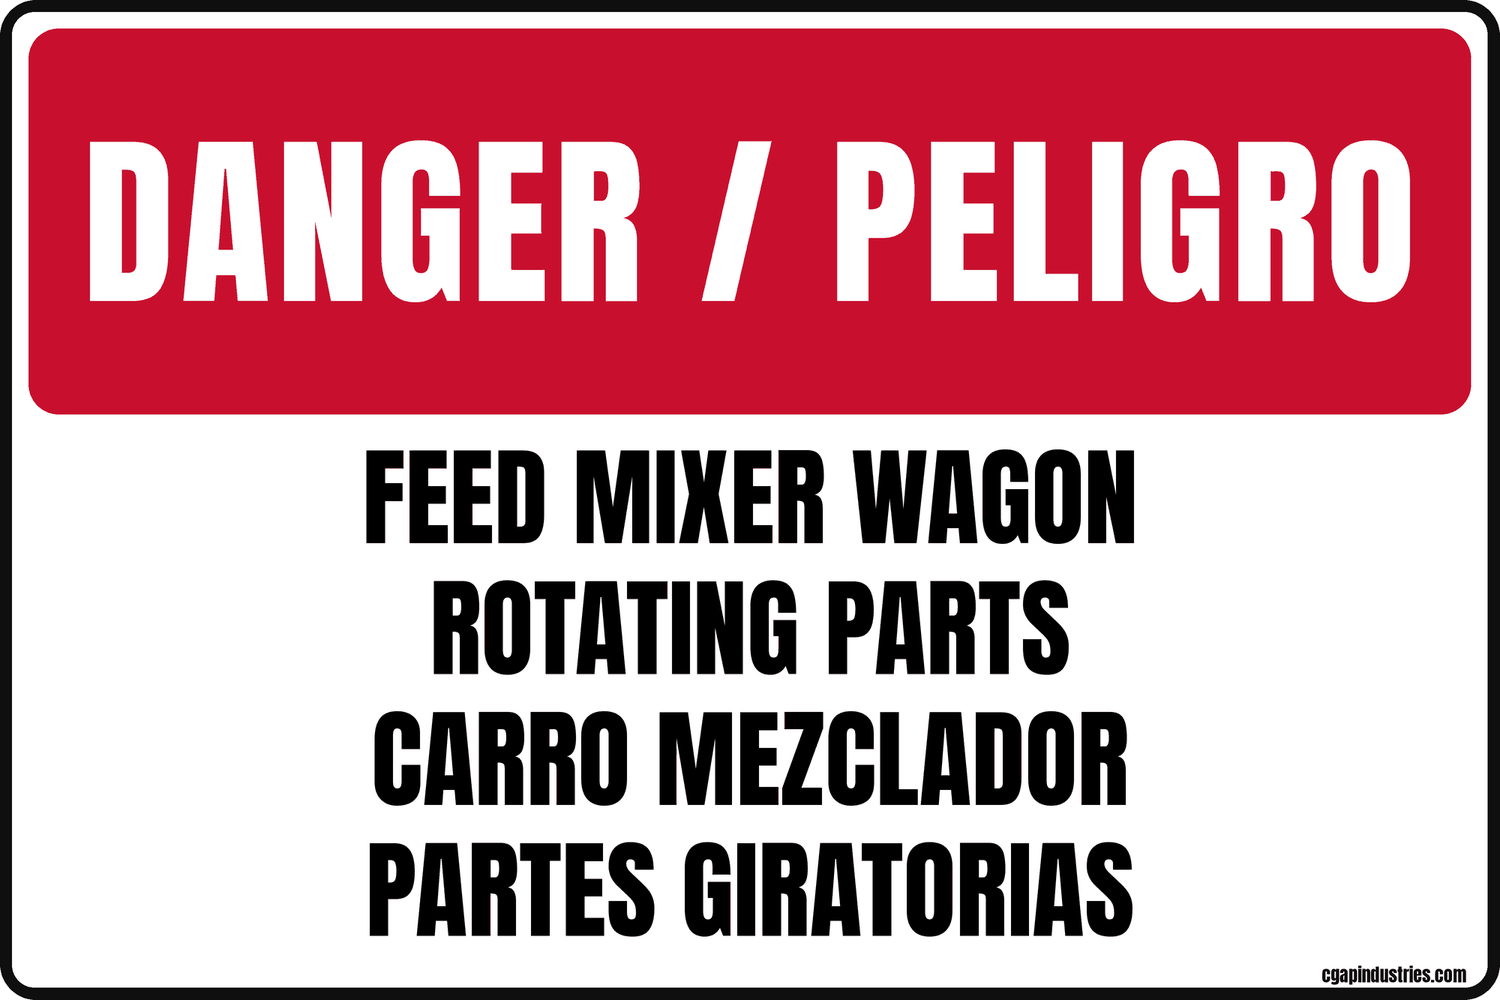 DANGER / PELIGRO
FEED MIXER WAGON
ROTATING PARTS
CARRO MEZCLADOR
PARTES GIRATORIAS
cgapindustries.com